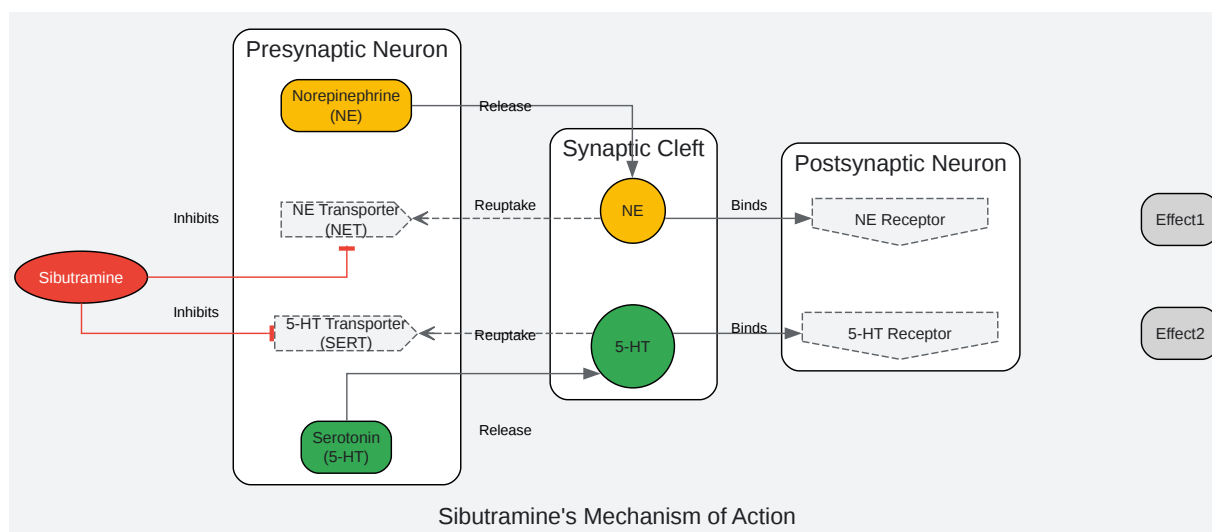 Presynaptic Neuron
Norepinephrine
(NE)
Release
Synaptic Cleft
Postsynaptic Neuron
Inhibits
NE Transporter
(NET)
Reuptake
NE
Binds
NE Receptor
Effect1
Sibutramine
Inhibits
5-HT Transporter
(SERT)
Reuptake
5-HT
Binds
5-HT Receptor
Effect2
Serotonin
(5-HT)
Release
Sibutramine's Mechanism of Action